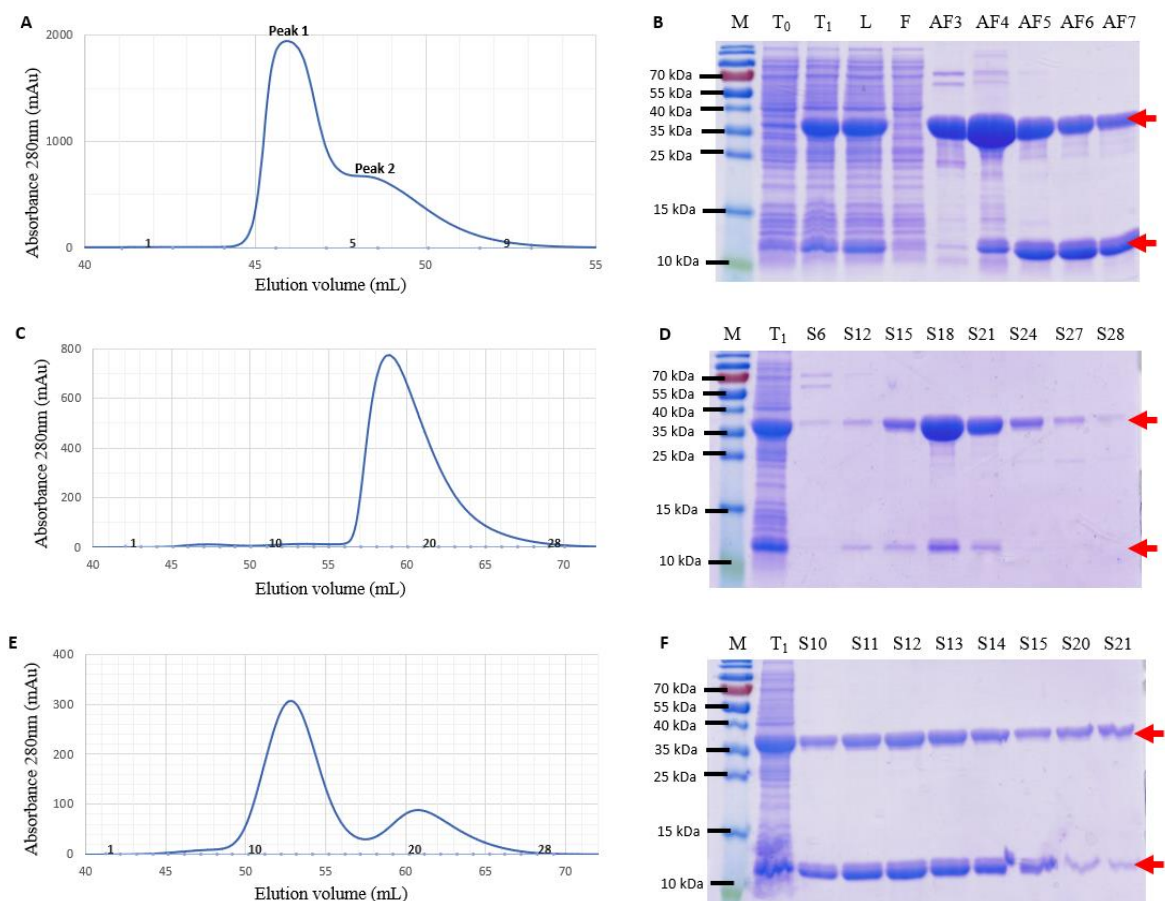 A
Peak 1
Peak 2
2000
1000
0
1
5
9
40
45
50
55
Absorbance 280nm (mAu)
Elution volume (mL)
B
M T₀ T₁ L F AF3 AF4 AF5 AF6 AF7
70 kDa
55 kDa
40 kDa
35 kDa
25 kDa
15 kDa
10 kDa
C
800
600
400
200
0
1
10
20
28
40
45
50
55
60
65
70
Absorbance 280nm (mAu)
Elution volume (mL)
D
M T₁ S6 S12 S15 S18 S21 S24 S27 S28
70 kDa
55 kDa
40 kDa
35 kDa
25 kDa
15 kDa
10 kDa
E
400
300
200
100
0
1
10
20
28
40
45
50
55
60
65
70
Absorbance 280nm (mAu)
Elution volume (mL)
F
M T₁ S10 S11 S12 S13 S14 S15 S20 S21
70 kDa
55 kDa
40 kDa
35 kDa
25 kDa
15 kDa
10 kDa